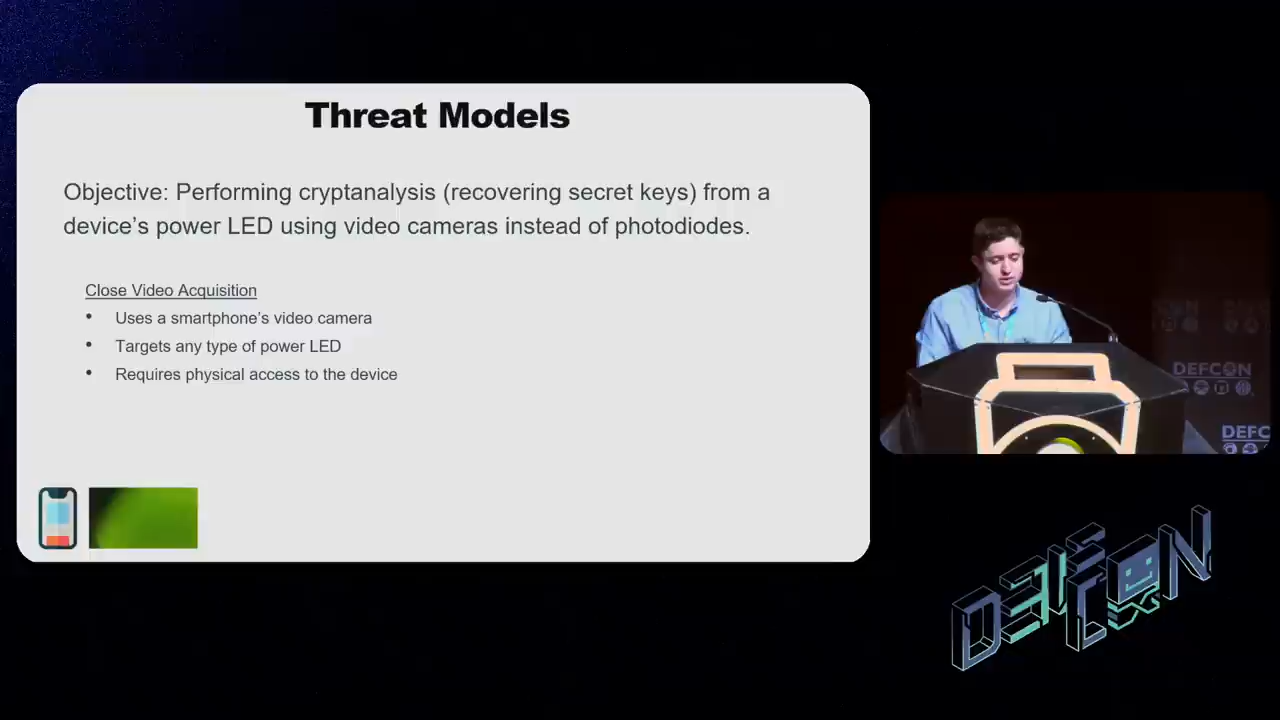 Threat Models
Objective: Performing cryptanalysis (recovering secret keys) from a
device’s power LED using video cameras instead of photodiodes.
Close Video Acquisition
• Uses a smartphone’s video camera
• Targets any type of power LED
• Requires physical access to the device
DEFCON
DEFC
DEFCON